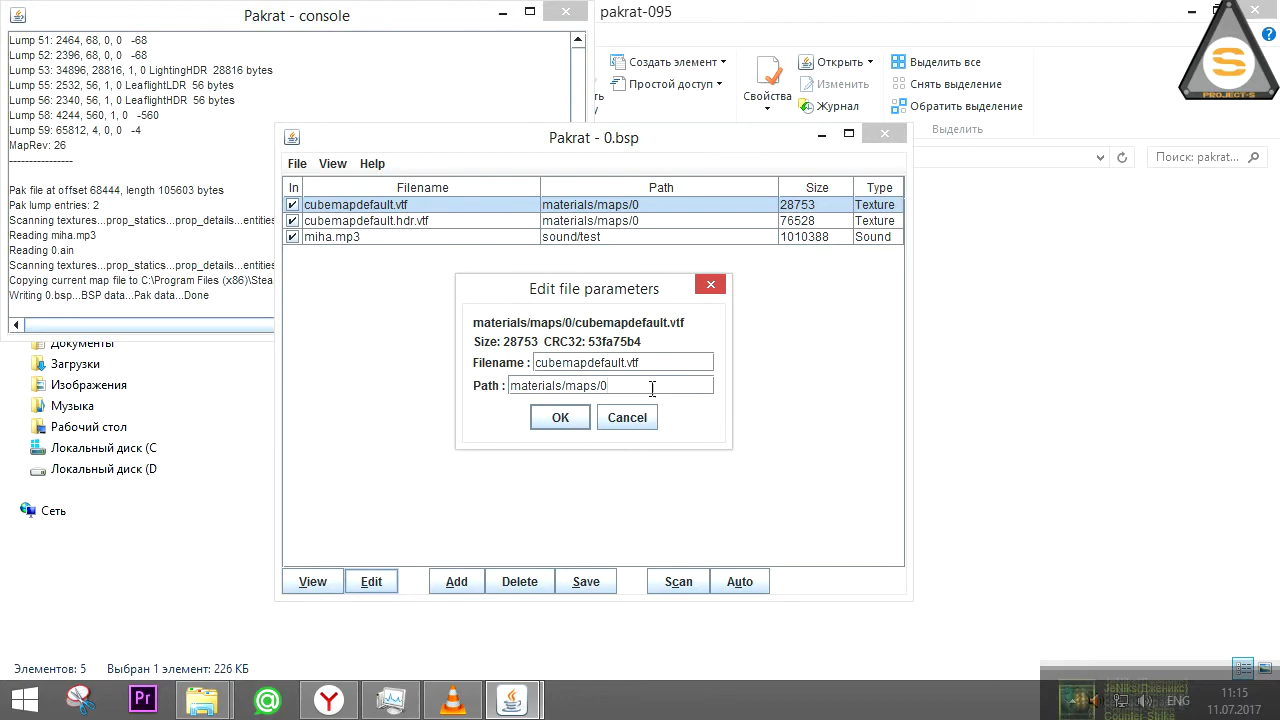 Pakrat - console
pakrat-095
Lump 51: 2464, 68, 0, 0 -68
Lump 52: 2396, 68, 0, 0 -68
Lump 53: 34896, 28816, 1, 0 LightingHDR 28816 bytes
Lump 55: 2532, 56, 1, 0 LeaflightLDR 56 bytes
Lump 56: 2340, 56, 1, 0 LeaflightHDR 56 bytes
Lump 58: 4244, 560, 1, 0 -560
Lump 59: 65812, 4, 0, 0 -4
MapRev: 26
----------------
Pak file at offset 68444, length 105603 bytes
Pak lump entries: 2
Scanning textures...prop_statics...prop_details...entities
Reading miha.mp3
Reading 0.ain
Scanning textures...prop_statics...prop_details...entities
Copying current map file to C:\Program Files (x86)\Stea
Writing 0.bsp...BSP data...Pak data...Done
Создать элемент
Простой доступ
Свойства
Открыть
Изменить
Журнал
Выделить все
Снять выделение
Обратить выделение
Выделить
Поиск: pakrat...
S
PROJECT-S
Pakrat - 0.bsp
File View Help
In Filename Path Size Type
cubemapdefault.vtf materials/maps/0 28753 Texture
cubemapdefault.hdr.vtf materials/maps/0 76528 Texture
miha.mp3 sound/test 1010388 Sound
Edit file parameters
materials/maps/0/cubemapdefault.vtf
Size: 28753 CRC32: 53fa75b4
Filename : cubemapdefault.vtf
Path : materials/maps/0
OK Cancel
View Edit Add Delete Save Scan Auto
Документы
Загрузки
Изображения
Музыка
Рабочий стол
Локальный диск (C
Локальный диск (D
Сеть
Элементов: 5 Выбран 1 элемент: 226 КБ
Pr
Y
ENG
11:15
11.07.2017
Counter-Strike